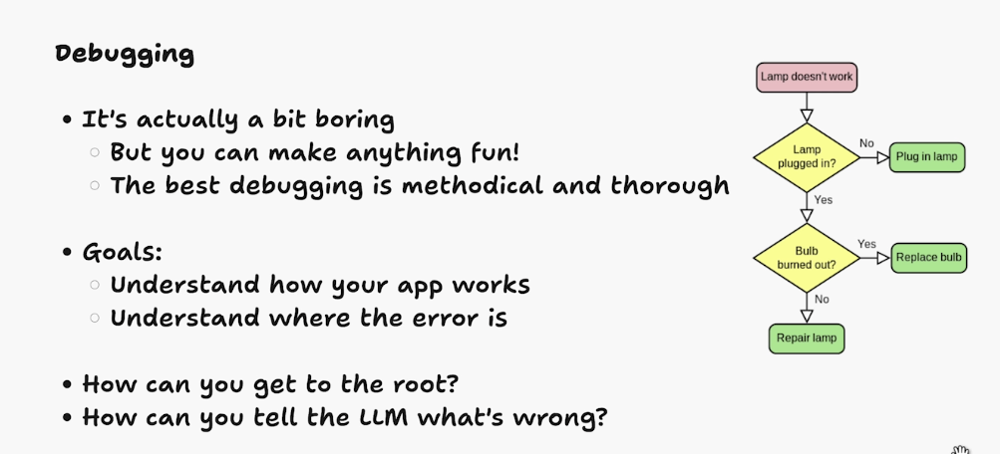 Debugging
• It's actually a bit boring
○ But you can make anything fun!
○ The best debugging is methodical and thorough
• Goals:
○ Understand how your app works
○ Understand where the error is
• How can you get to the root?
• How can you tell the LLM what's wrong?
Lamp doesn't work
Lamp
plugged in?
No
Plug in lamp
Yes
Bulb
burned out?
Yes
Replace bulb
No
Repair lamp